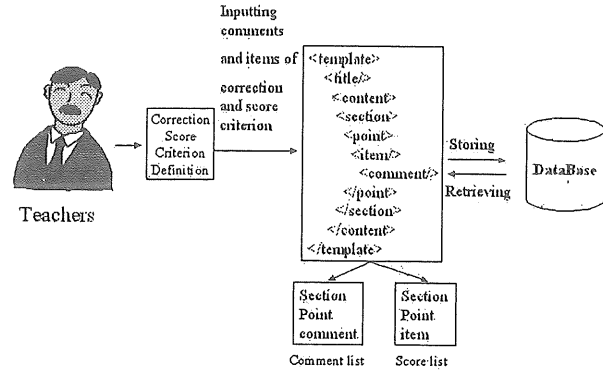 Inputting
comments
and items of
correction
and score
criterion
Teachers
Correction
Score
Criterion
Definition
<template>
<title/>
<content>
<section>
<point>
<item/>
<comment/>
</point>
</section>
</content>
</template>
Storing
Retrieving
DataBase
Section
Point
comment
Comment list
Section
Point
item
Score list